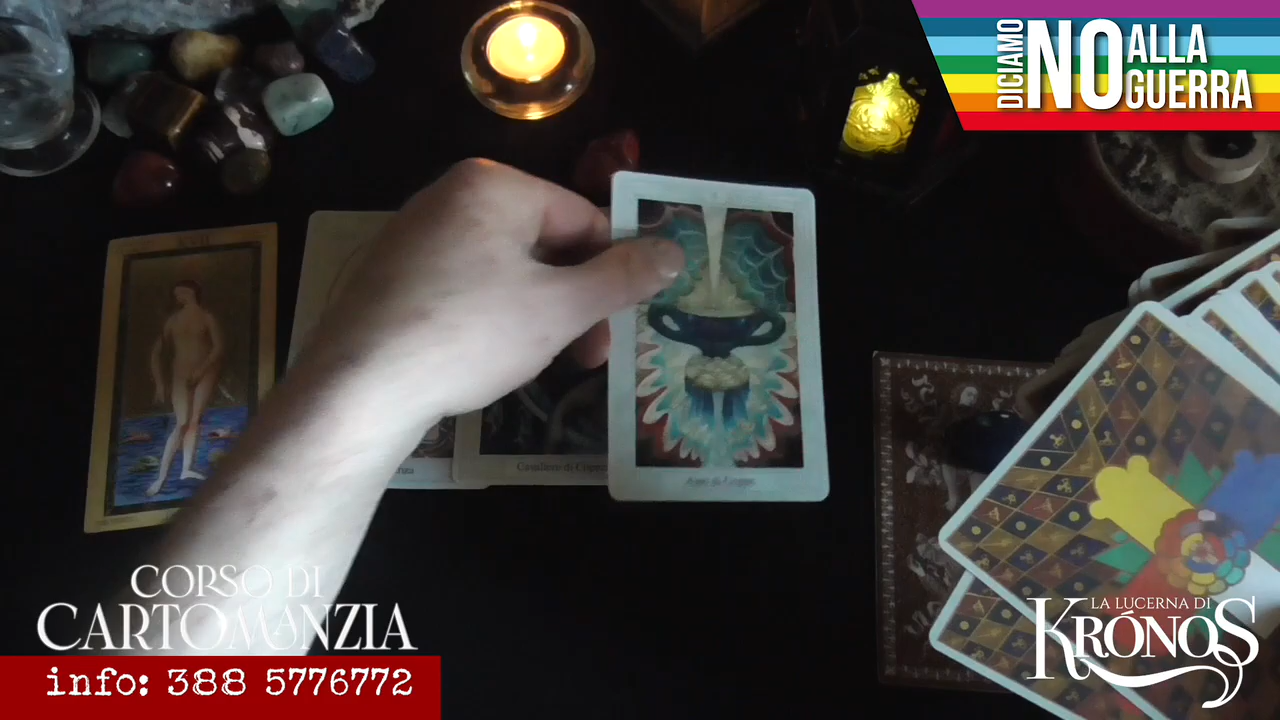 DICIAMO
NO
ALLA
GUERRA
XVII
Cavaliere di Coppe
Asso di Coppe
CORSO DI
CARTOMANZIA
info: 388 5776772
LA LUCERNA DI
KRÓNOS